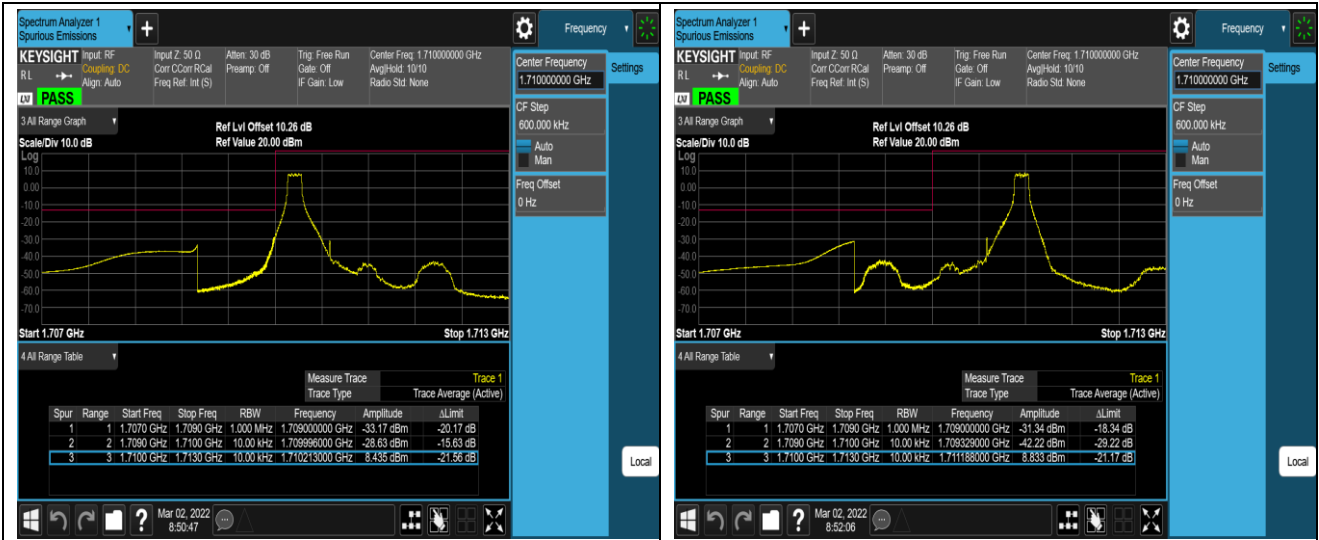 Spectrum Analyzer 1
Spurious Emissions
Frequency
KEYSIGHT Input: RF Input Z: 50 Ω Atten: 30 dB Trig: Free Run Center Freq: 1.710000000 GHz
Coupling: DC Corr CCorr RCal Preamp: Off Gate: Off Avg|Hold: 10/10
RL Align: Auto Freq Ref: Int (S) IF Gain: Low Radio Std: None
LXI PASS
Center Frequency
1.710000000 GHz
Settings
CF Step
600.000 kHz
Auto
Man
Freq Offset
0 Hz
3 All Range Graph
Ref Lvl Offset 10.26 dB
Scale/Div 10.0 dB Ref Value 20.00 dBm
Log
10.0
0.00
-10.0
-20.0
-30.0
-40.0
-50.0
-60.0
-70.0
Start 1.707 GHz Stop 1.713 GHz
4 All Range Table
Measure Trace Trace 1
Trace Type Trace Average (Active)
Spur Range Start Freq Stop Freq RBW Frequency Amplitude ΔLimit
1 1 1.7070 GHz 1.7090 GHz 1.000 MHz 1.709000000 GHz -33.17 dBm -20.17 dB
2 2 1.7090 GHz 1.7100 GHz 10.00 kHz 1.709996000 GHz -28.63 dBm -15.63 dB
3 3 1.7100 GHz 1.7130 GHz 10.00 kHz 1.710213000 GHz 8.435 dBm -21.56 dB
Local
?
Mar 02, 2022
8:50:47
Spectrum Analyzer 1
Spurious Emissions
Frequency
KEYSIGHT Input: RF Input Z: 50 Ω Atten: 30 dB Trig: Free Run Center Freq: 1.710000000 GHz
Coupling: DC Corr CCorr RCal Preamp: Off Gate: Off Avg|Hold: 10/10
RL Align: Auto Freq Ref: Int (S) IF Gain: Low Radio Std: None
LXI PASS
Center Frequency
1.710000000 GHz
Settings
CF Step
600.000 kHz
Auto
Man
Freq Offset
0 Hz
3 All Range Graph
Ref Lvl Offset 10.26 dB
Scale/Div 10.0 dB Ref Value 20.00 dBm
Log
10.0
0.00
-10.0
-20.0
-30.0
-40.0
-50.0
-60.0
-70.0
Start 1.707 GHz Stop 1.713 GHz
4 All Range Table
Measure Trace Trace 1
Trace Type Trace Average (Active)
Spur Range Start Freq Stop Freq RBW Frequency Amplitude ΔLimit
1 1 1.7070 GHz 1.7090 GHz 1.000 MHz 1.709000000 GHz -31.34 dBm -18.34 dB
2 2 1.7090 GHz 1.7100 GHz 10.00 kHz 1.709329000 GHz -42.22 dBm -29.22 dB
3 3 1.7100 GHz 1.7130 GHz 10.00 kHz 1.711188000 GHz 8.833 dBm -21.17 dB
Local
?
Mar 02, 2022
8:52:06